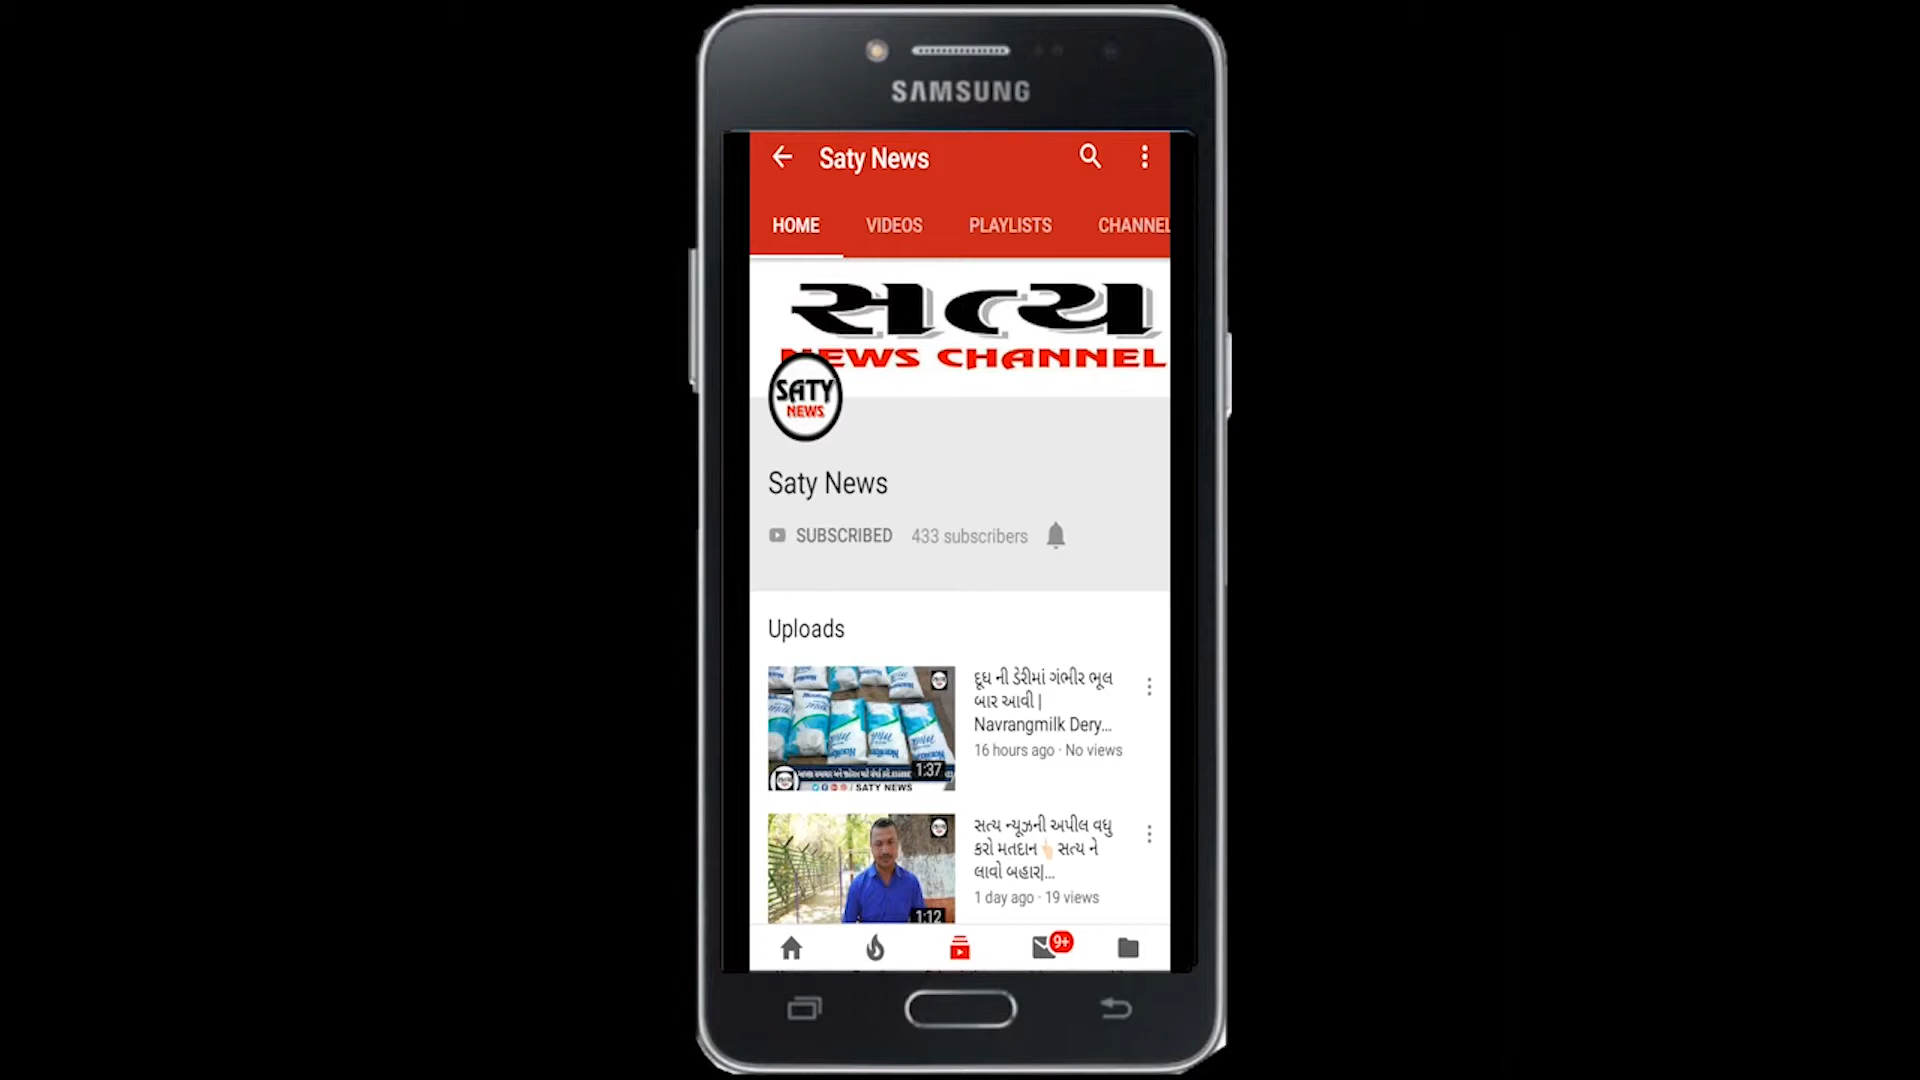 SAMSUNG
Saty News
HOME VIDEOS PLAYLISTS CHANNEL
સત્ય
NEWS CHANNEL
SATY
NEWS
Saty News
SUBSCRIBED 433 subscribers
Uploads
દૂધ ની ડેરીમાં ગંભીર ભૂલ
બાર આવી |
Navrangmilk Dery...
16 hours ago · No views
1:37
/ SATY NEWS
સત્ય ન્યૂઝની અપીલ વધુ
કરો મતદાન👆🏻સત્ય ને
લાવો બહાર|...
1 day ago · 19 views
1:12
9+